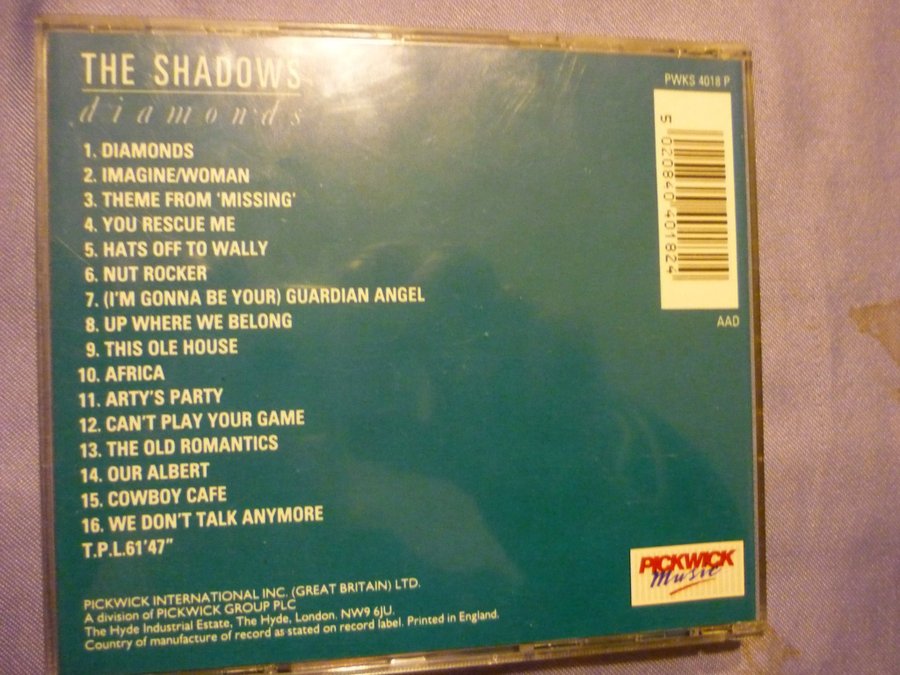 THE SHADOWS
diamonds
1. DIAMONDS
2. IMAGINE/WOMAN
3. THEME FROM 'MISSING'
4. YOU RESCUE ME
5. HATS OFF TO WALLY
6. NUT ROCKER
7. (I'M GONNA BE YOUR) GUARDIAN ANGEL
8. UP WHERE WE BELONG
9. THIS OLE HOUSE
10. AFRICA
11. ARTY'S PARTY
12. CAN'T PLAY YOUR GAME
13. THE OLD ROMANTICS
14. OUR ALBERT
15. COWBOY CAFE
16. WE DON'T TALK ANYMORE
T.P.L.61'47"
PICKWICK INTERNATIONAL INC. (GREAT BRITAIN) LTD.
A division of PICKWICK GROUP PLC
The Hyde Industrial Estate, The Hyde, London. NW9 6JU.
Country of manufacture of record as stated on record label. Printed in England.
PWKS 4018 P
5 020840 401824
AAD
PICKWICK
Music